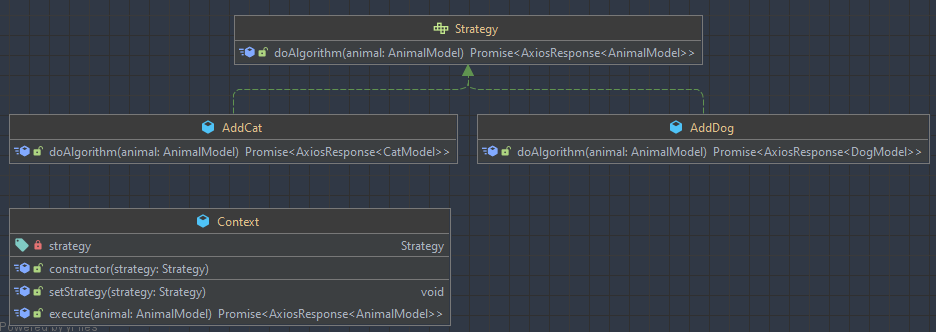 Strategy
doAlgorithm(animal: AnimalModel) Promise<AxiosResponse<AnimalModel>>
AddCat
doAlgorithm(animal: AnimalModel) Promise<AxiosResponse<CatModel>>
AddDog
doAlgorithm(animal: AnimalModel) Promise<AxiosResponse<DogModel>>
Context
strategy Strategy
constructor(strategy: Strategy)
setStrategy(strategy: Strategy) void
execute(animal: AnimalModel) Promise<AxiosResponse<AnimalModel>>
Powered by yFiles